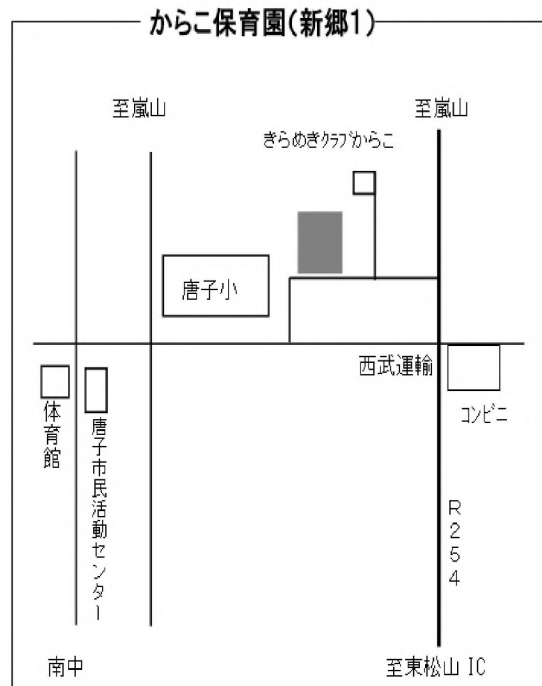 からこ保育園(新郷1)
至嵐山
至嵐山
きらめきクラブからこ
唐子小
西武運輸
コンビニ
体育館
唐子市民活動センター
R254
南中
至東松山 IC